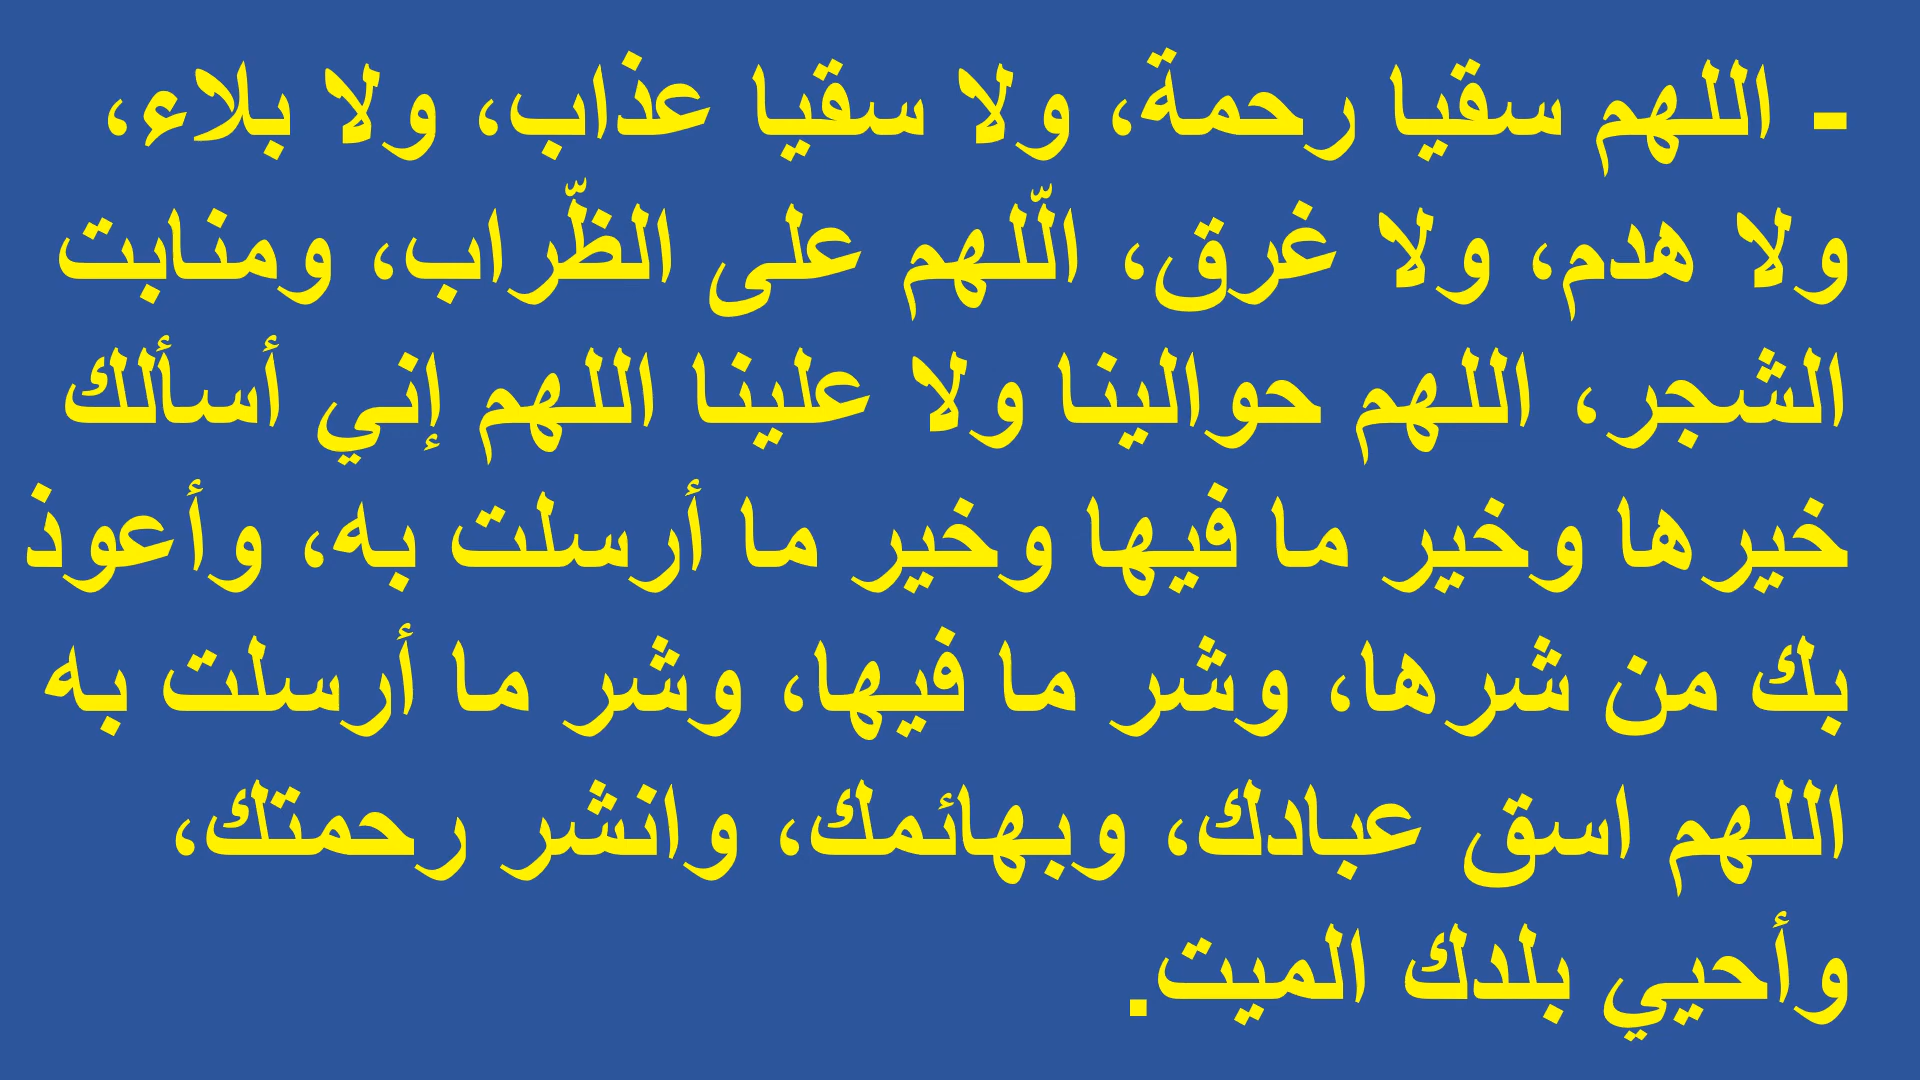 - اللهم سقيا رحمة، ولا سقيا عذاب، ولا بلاء،
ولا هدم، ولا غرق، الّلهم على الظّراب، ومنابت
الشجر، اللهم حوالينا ولا علينا اللهم إني أسألك
خيرها وخير ما فيها وخير ما أرسلت به، وأعوذ
بك من شرها، وشر ما فيها، وشر ما أرسلت به
اللهم اسق عبادك، وبهائمك، وانشر رحمتك،
وأحيي بلدك الميت.